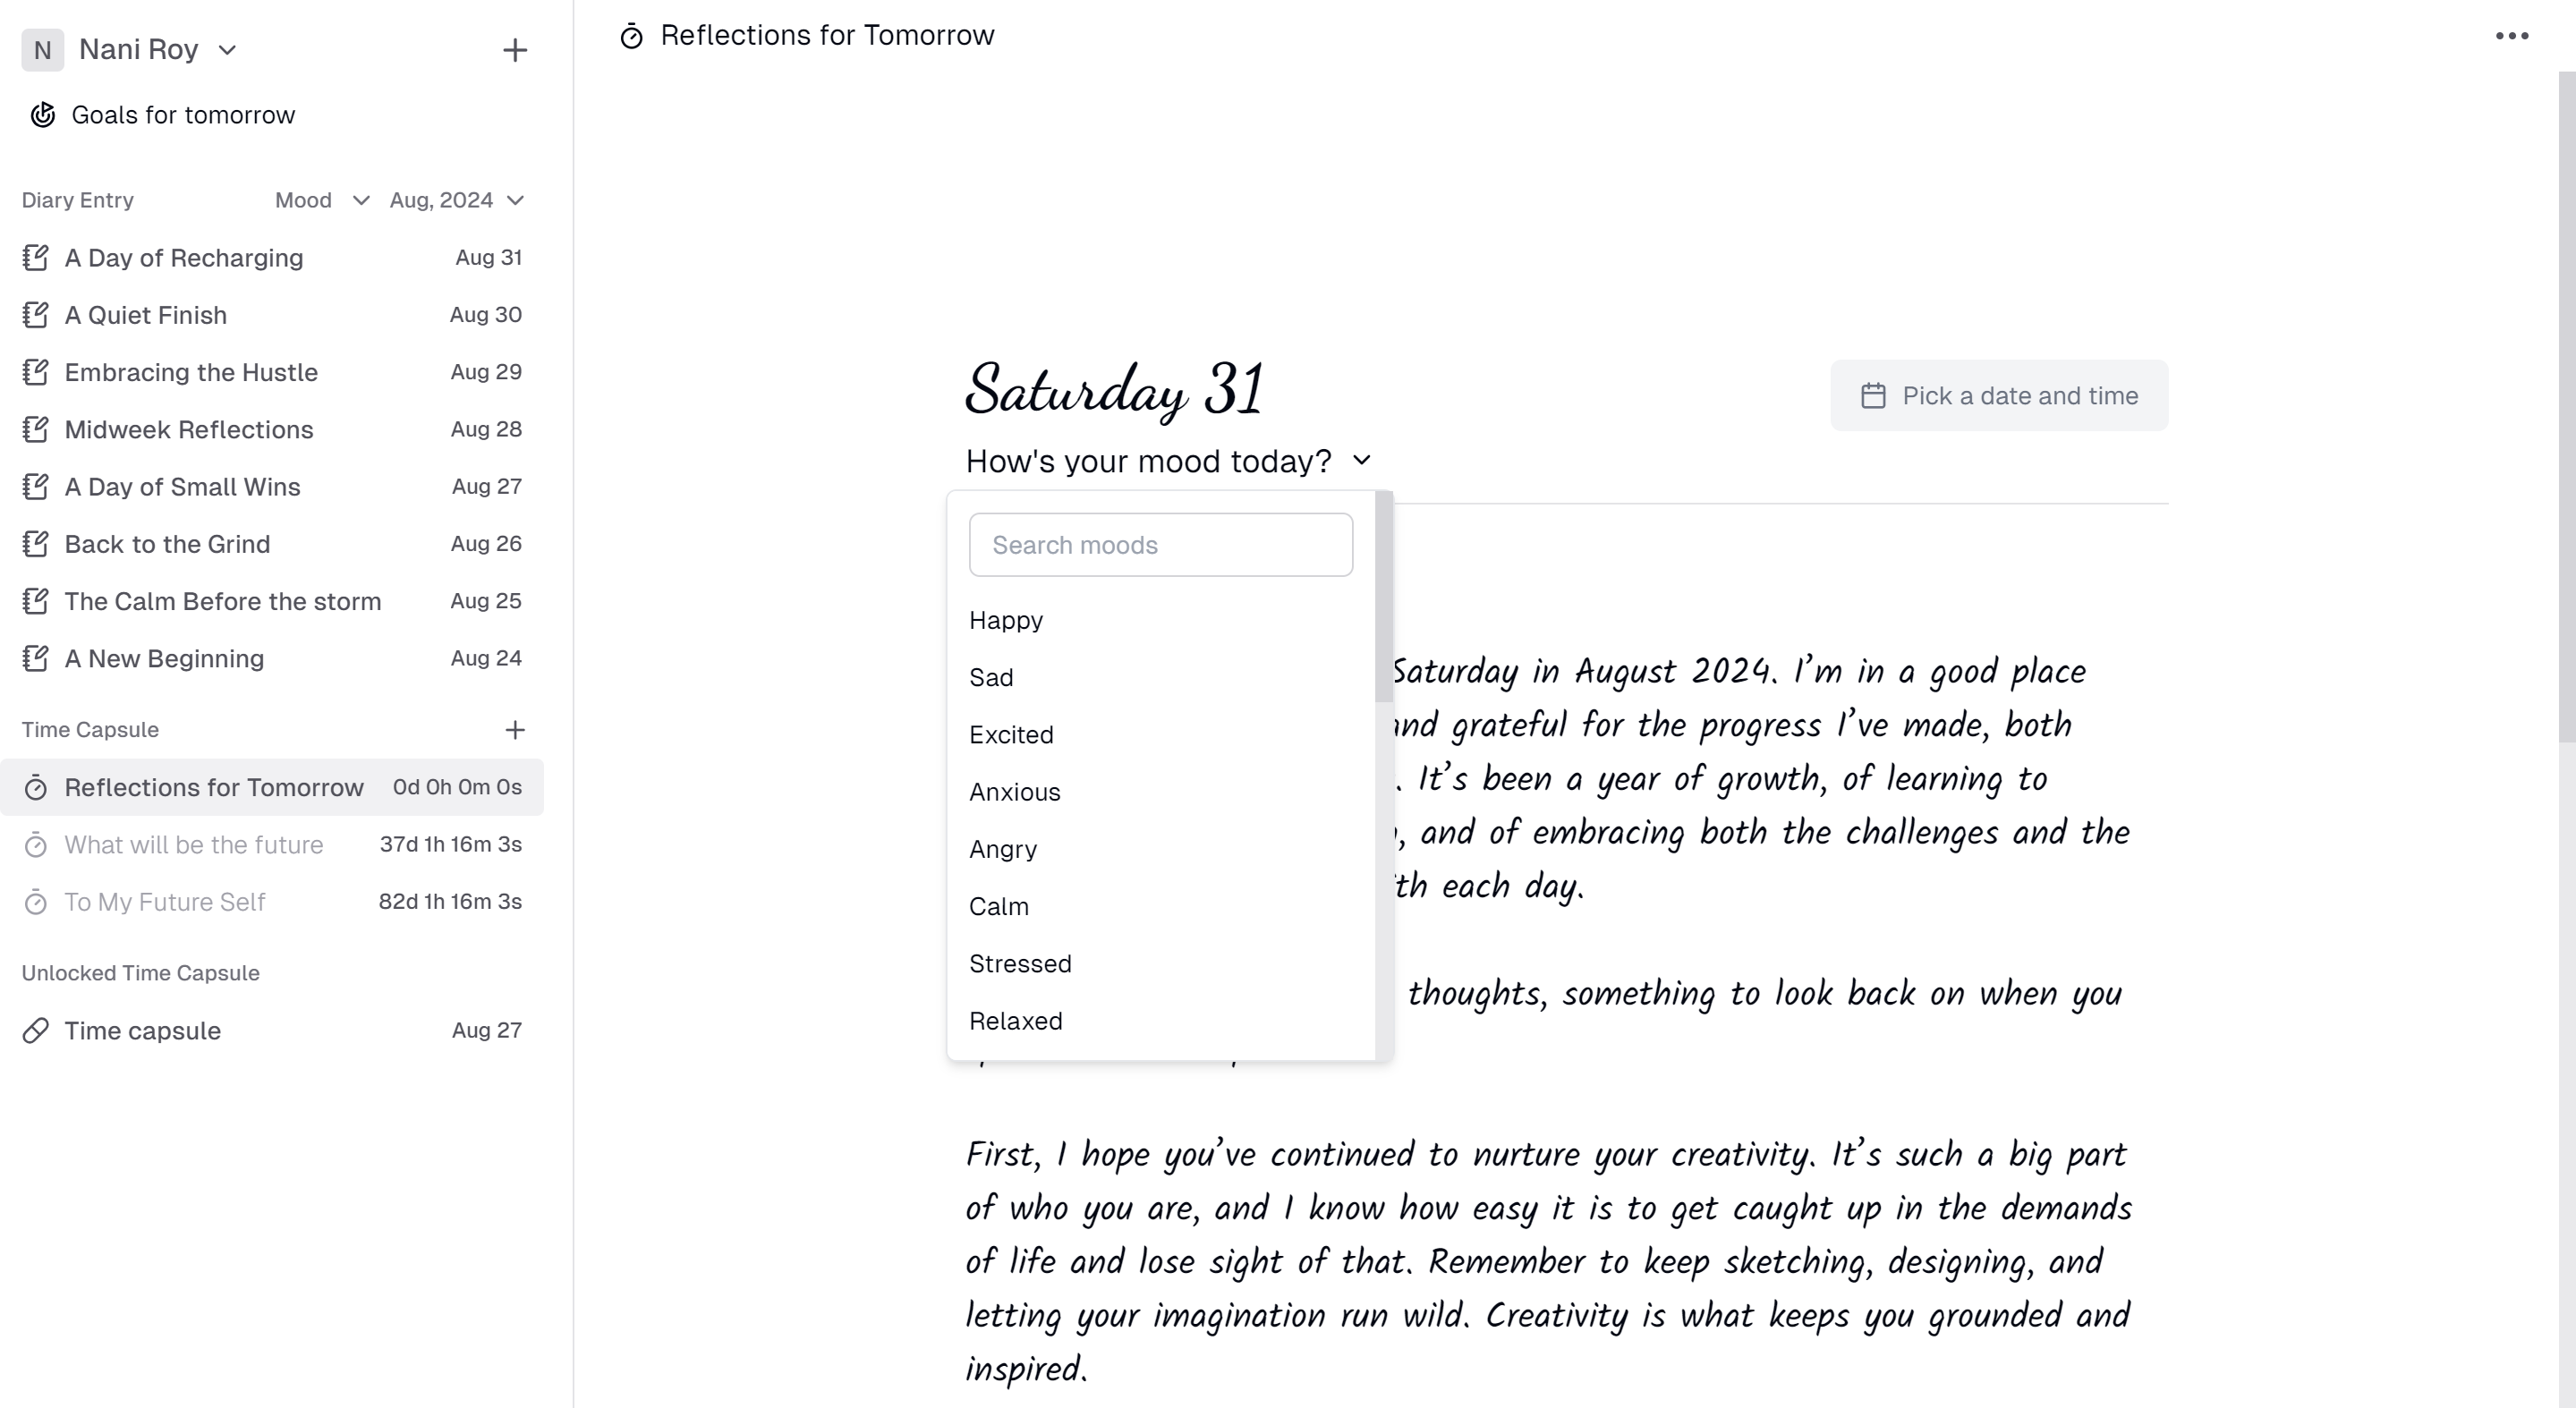 N Nani Roy
Goals for tomorrow
Diary Entry Mood Aug, 2024
A Day of Recharging Aug 31
A Quiet Finish Aug 30
Embracing the Hustle Aug 29
Midweek Reflections Aug 28
A Day of Small Wins Aug 27
Back to the Grind Aug 26
The Calm Before the storm Aug 25
A New Beginning Aug 24
Time Capsule
Reflections for Tomorrow 0d 0h 0m 0s
What will be the future 37d 1h 16m 3s
To My Future Self 82d 1h 16m 3s
Unlocked Time Capsule
Time capsule Aug 27
Reflections for Tomorrow
Saturday 31
Pick a date and time
How's your mood today?
Search moods
Happy
Sad
Excited
Anxious
Angry
Calm
Stressed
Relaxed
Saturday in August 2024. I’m in a good place
and grateful for the progress I’ve made, both
. It’s been a year of growth, of learning to
, and of embracing both the challenges and the
each day.
thoughts, something to look back on when you
First, I hope you’ve continued to nurture your creativity. It’s such a big part
of who you are, and I know how easy it is to get caught up in the demands
of life and lose sight of that. Remember to keep sketching, designing, and
letting your imagination run wild. Creativity is what keeps you grounded and
inspired.